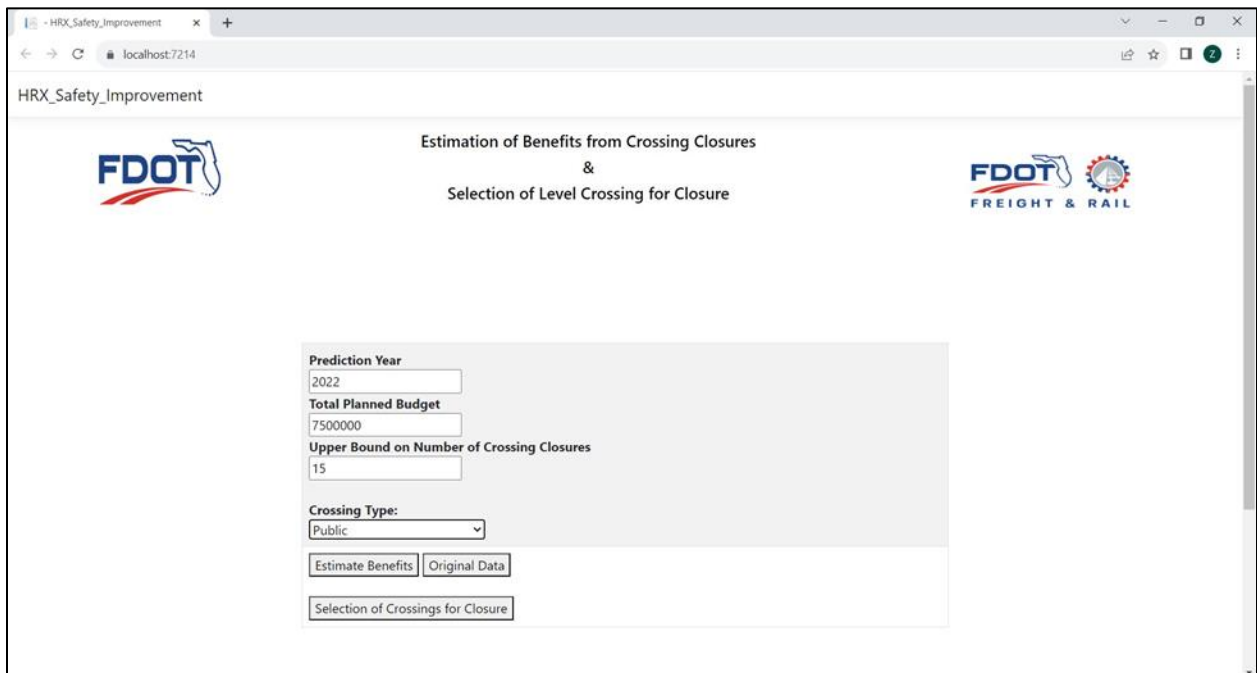 - HRX_Safety_Improvement
localhost:7214
Z
HRX_Safety_Improvement
FDOT
Estimation of Benefits from Crossing Closures
&
Selection of Level Crossing for Closure
FDOT
FREIGHT & RAIL
Prediction Year
2022
Total Planned Budget
7500000
Upper Bound on Number of Crossing Closures
15
Crossing Type:
Public
Estimate Benefits Original Data
Selection of Crossings for Closure